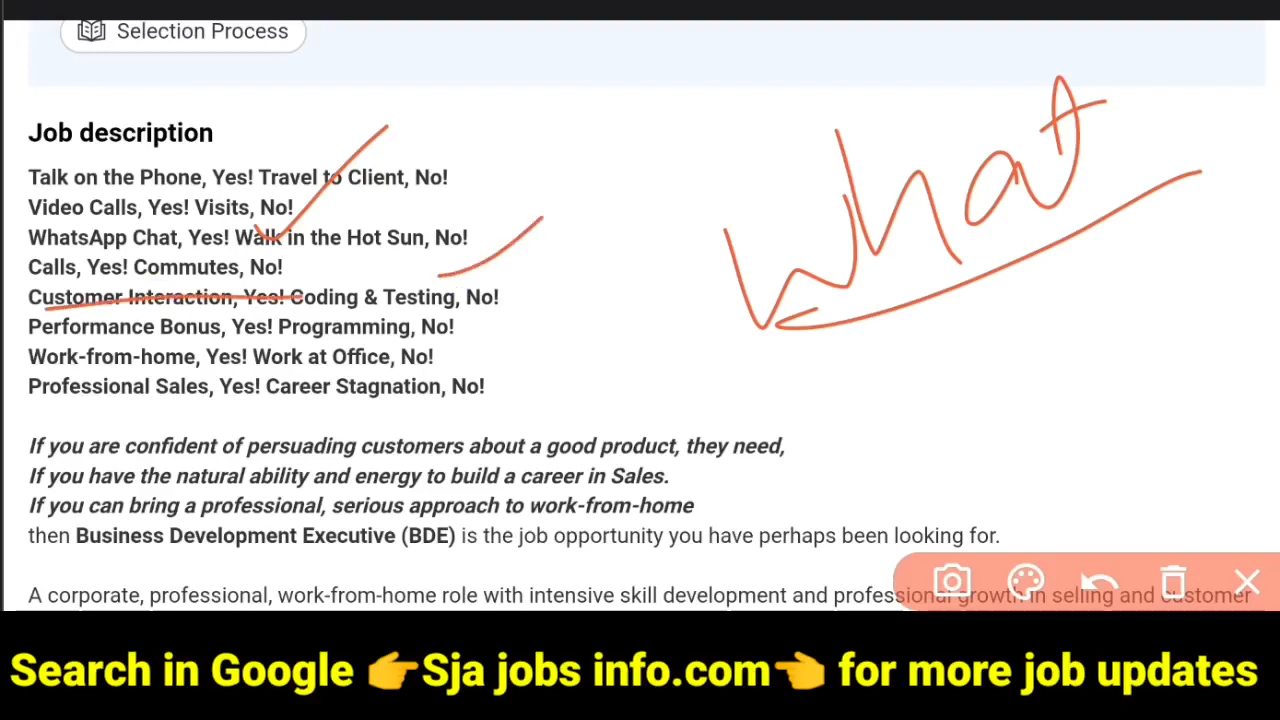 Selection Process
Job description
Talk on the Phone, Yes! Travel to Client, No!
Video Calls, Yes! Visits, No!
WhatsApp Chat, Yes! Walk in the Hot Sun, No!
Calls, Yes! Commutes, No!
Customer Interaction, Yes! Coding & Testing, No!
Performance Bonus, Yes! Programming, No!
Work-from-home, Yes! Work at Office, No!
Professional Sales, Yes! Career Stagnation, No!
What
If you are confident of persuading customers about a good product, they need,
If you have the natural ability and energy to build a career in Sales.
If you can bring a professional, serious approach to work-from-home
then Business Development Executive (BDE) is the job opportunity you have perhaps been looking for.
A corporate, professional, work-from-home role with intensive skill development and professional growth in selling and customer
Search in Google 👉Sja jobs info.com👈 for more job updates